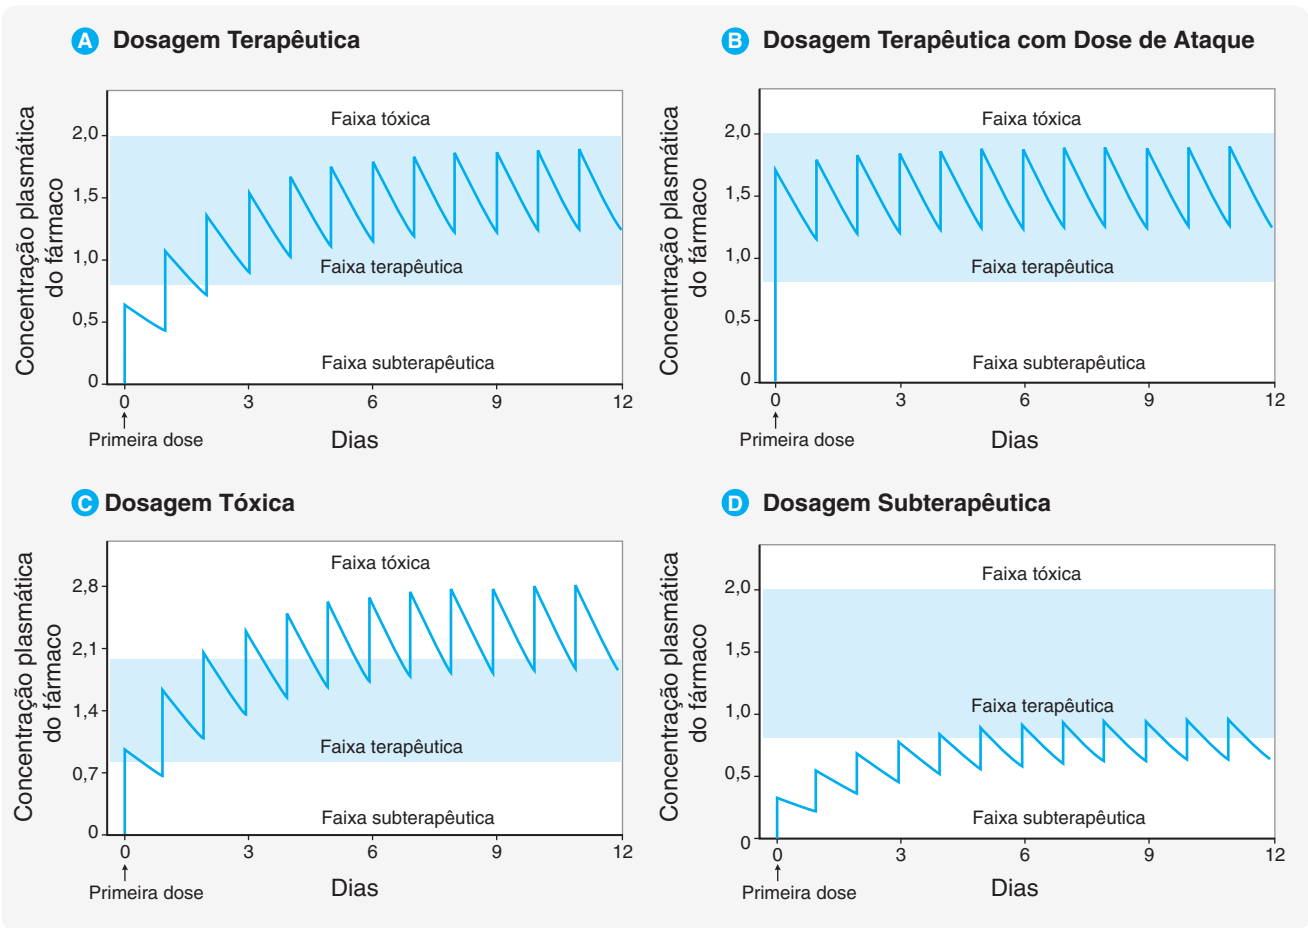 A Dosagem Terapêutica
Concentração plasmática
do fármaco
2,0
1,5
1,0
0,5
0
Faixa tóxica
Faixa terapêutica
Faixa subterapêutica
0 3 6 9 12
Primeira dose
Dias
B Dosagem Terapêutica com Dose de Ataque
Concentração plasmática
do fármaco
2,0
1,5
1,0
0,5
0
Faixa tóxica
Faixa terapêutica
Faixa subterapêutica
0 3 6 9 12
Primeira dose
Dias
C Dosagem Tóxica
Concentração plasmática
do fármaco
2,8
2,1
1,4
0,7
0
Faixa tóxica
Faixa terapêutica
Faixa subterapêutica
0 3 6 9 12
Primeira dose
Dias
D Dosagem Subterapêutica
Concentração plasmática
do fármaco
2,0
1,5
1,0
0,5
0
Faixa tóxica
Faixa terapêutica
Faixa subterapêutica
0 3 6 9 12
Primeira dose
Dias